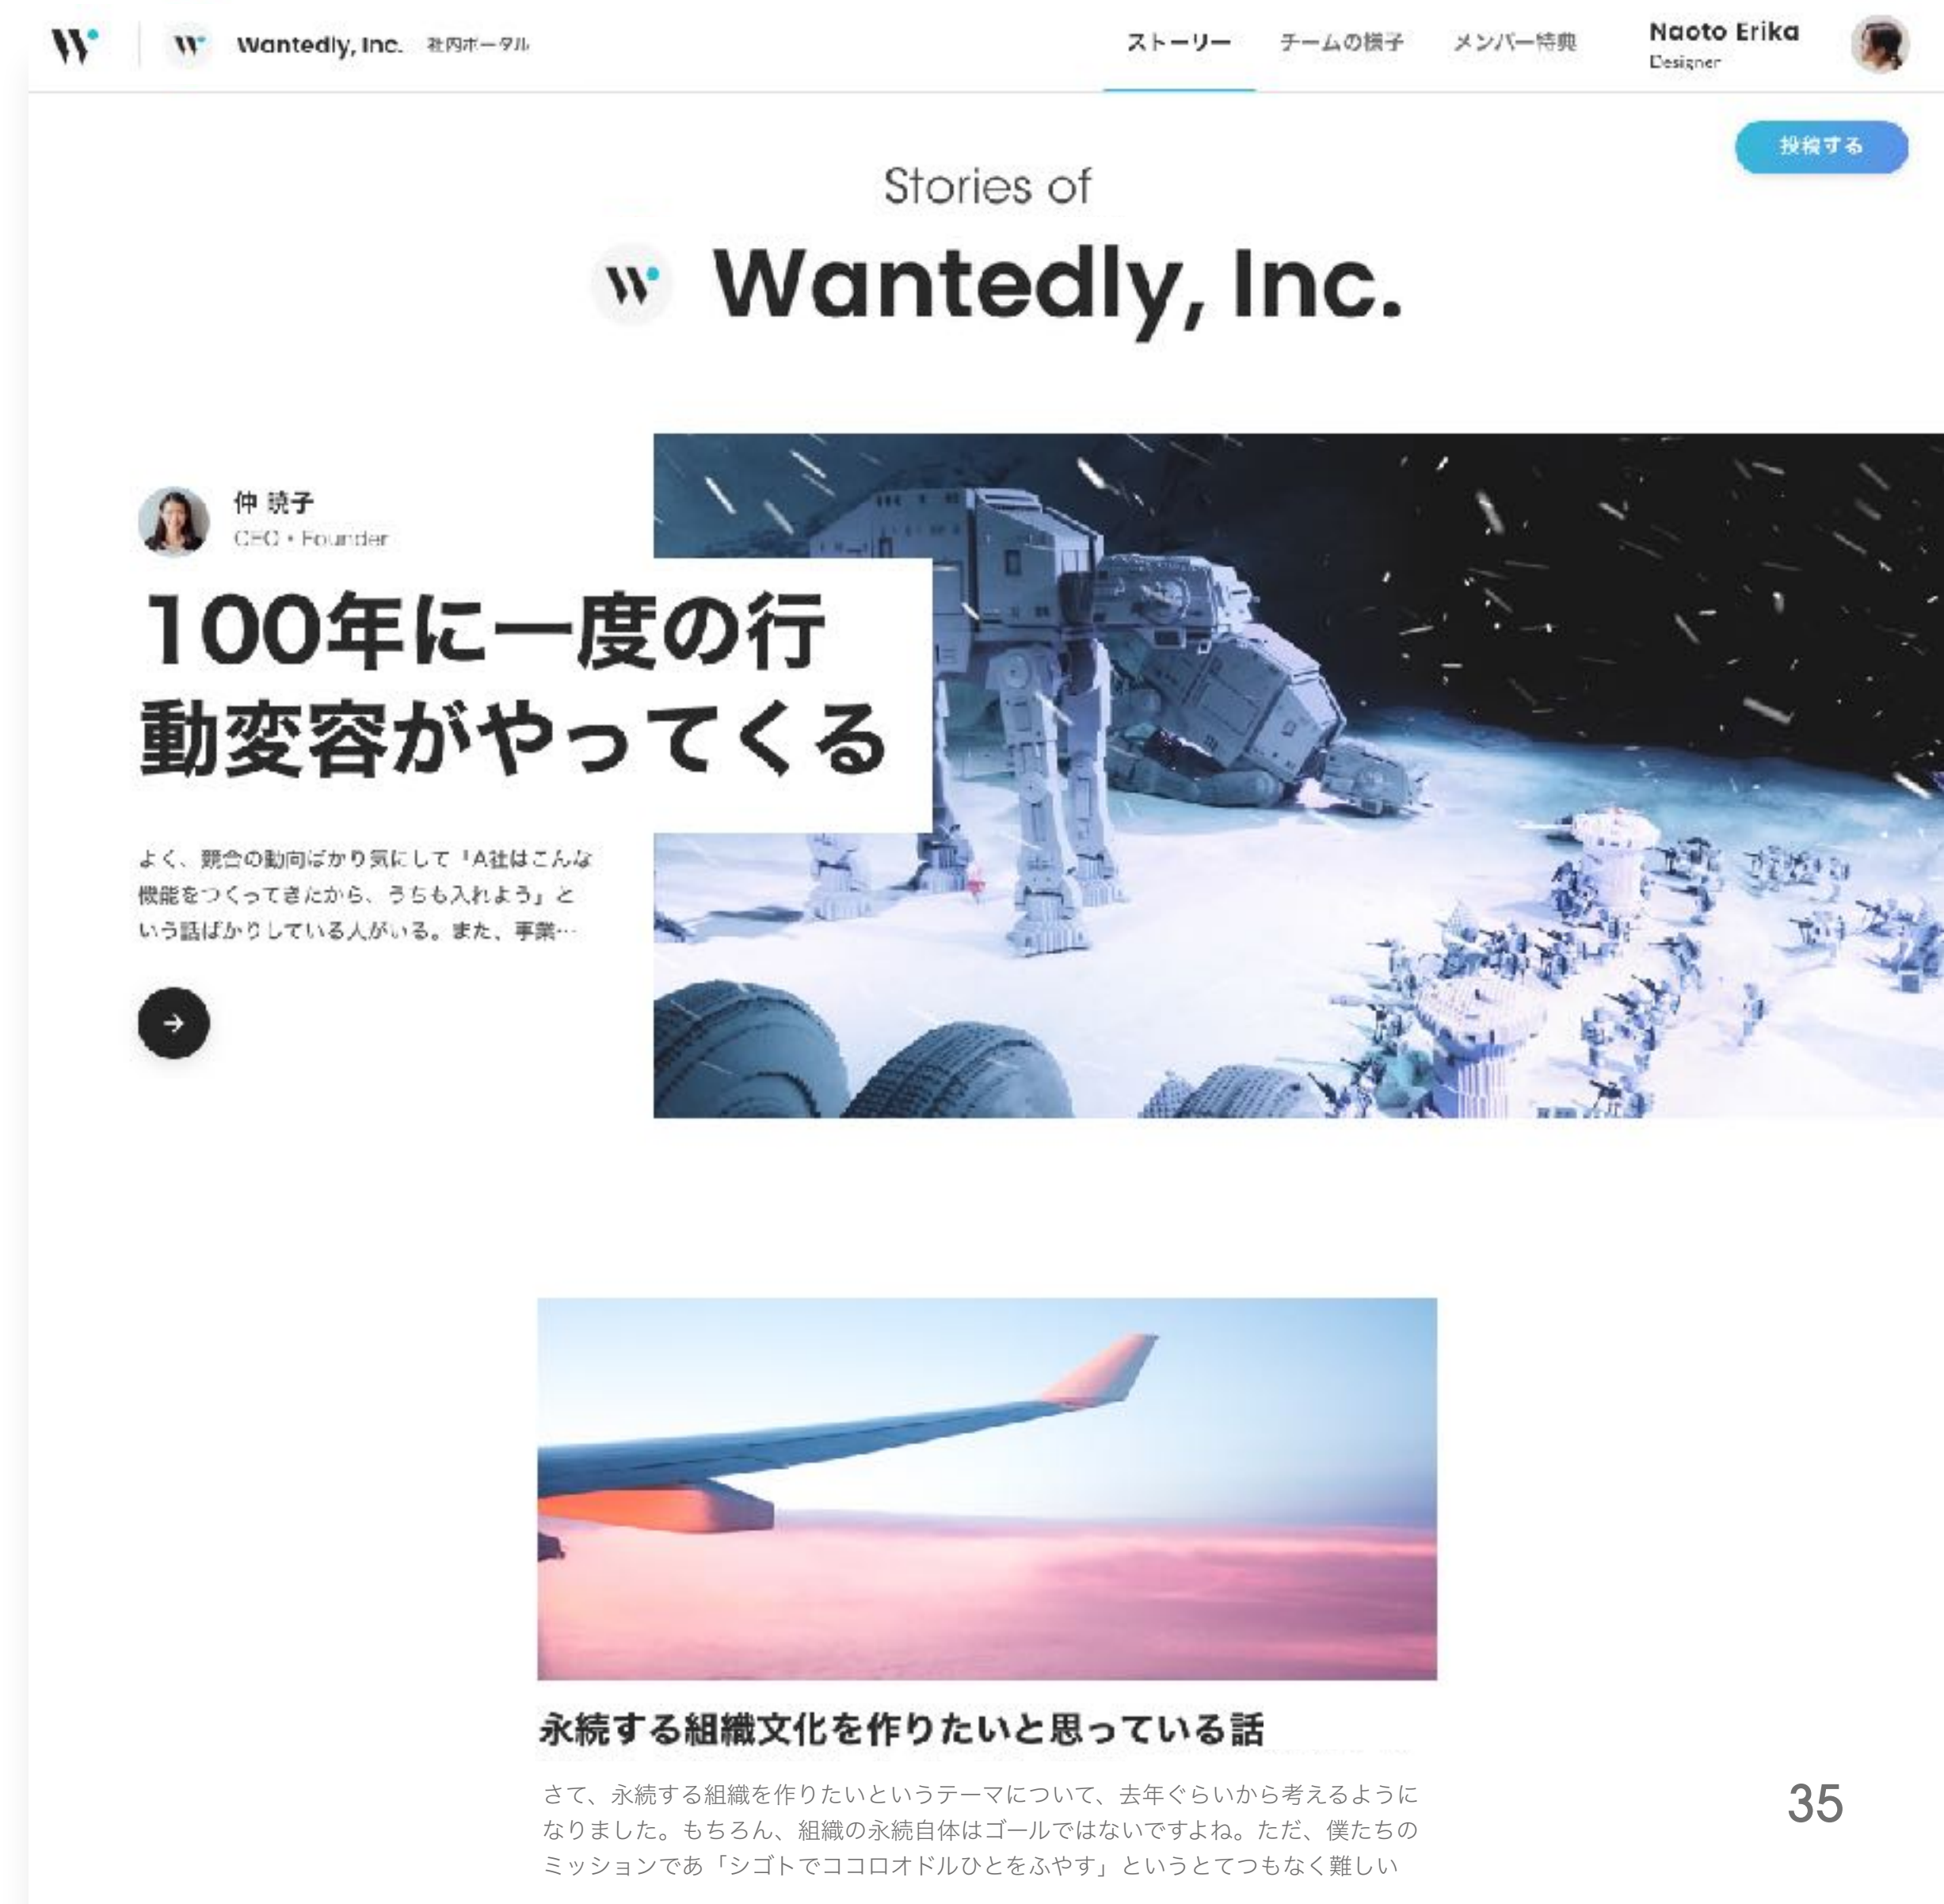 Wantedly, Inc. 社内ポータル
ストーリー チームの様子 メンバー特典
Naoto Erika
Designer
投稿する
Stories of
Wantedly, Inc.
仲 暁子
CEO • Founder
100年に一度の行
動変容がやってくる
よく、競合の動向ばかり気にして「A社はこんな
機能をつくってきたから、うちも入れよう」と
いう話ばかりしている人がいる。また、事業…
永続する組織文化を作りたいと思っている話
さて、永続する組織を作りたいというテーマについて、去年ぐらいから考えるように
なりました。もちろん、組織の永続自体はゴールではないですよね。ただ、僕たちの
ミッションであ「シゴトでココロオドルひとをふやす」というとてつもなく難しい
35